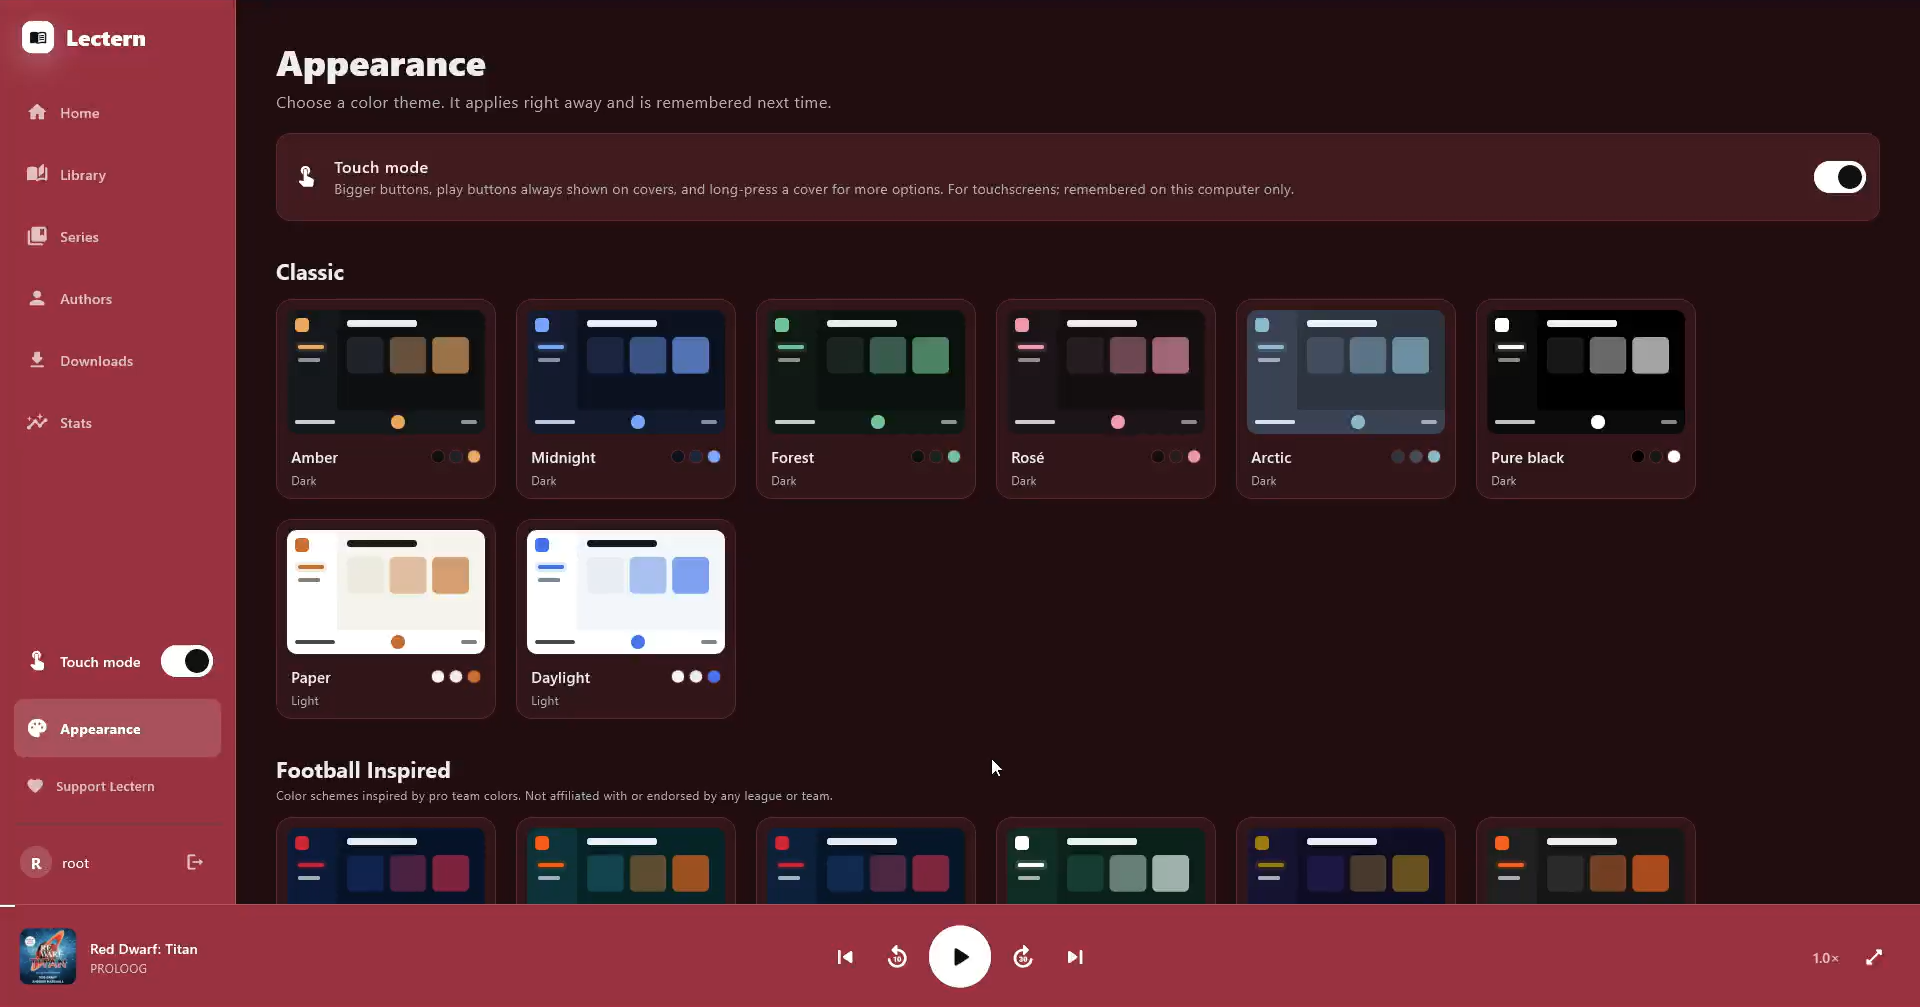 Lectern
Home
Library
Series
Authors
Downloads
Stats
Touch mode
Appearance
Support Lectern
R root
Appearance
Choose a color theme. It applies right away and is remembered next time.
Touch mode
Bigger buttons, play buttons always shown on covers, and long-press a cover for more options. For touchscreens; remembered on this computer only.
Classic
Amber
Dark
Midnight
Dark
Forest
Dark
Rosé
Dark
Arctic
Dark
Pure black
Dark
Paper
Light
Daylight
Light
Football Inspired
Color schemes inspired by pro team colors. Not affiliated with or endorsed by any league or team.
Red Dwarf: Titan
PROLOOG
10
30
1.0×